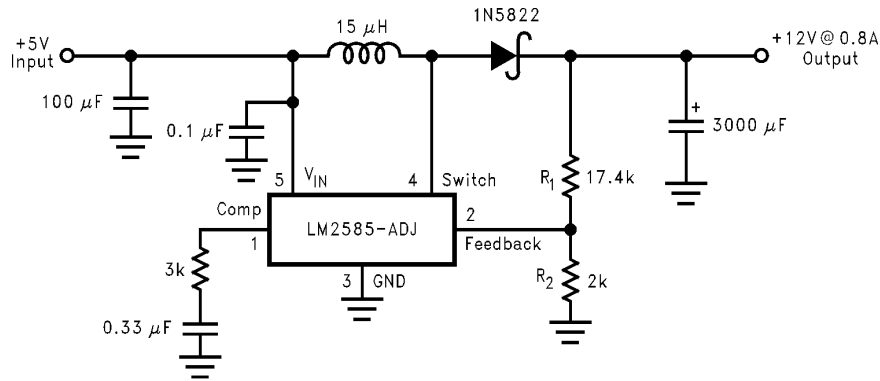 1N5822
15 μH
+5V
Input
+12V@0.8A
Output
100 μF
0.1 μF
+
3000 μF
5
VIN
4
Switch
R1
17.4k
Comp
1
LM2585-ADJ
2
Feedback
3k
3
GND
R2
2k
0.33 μF